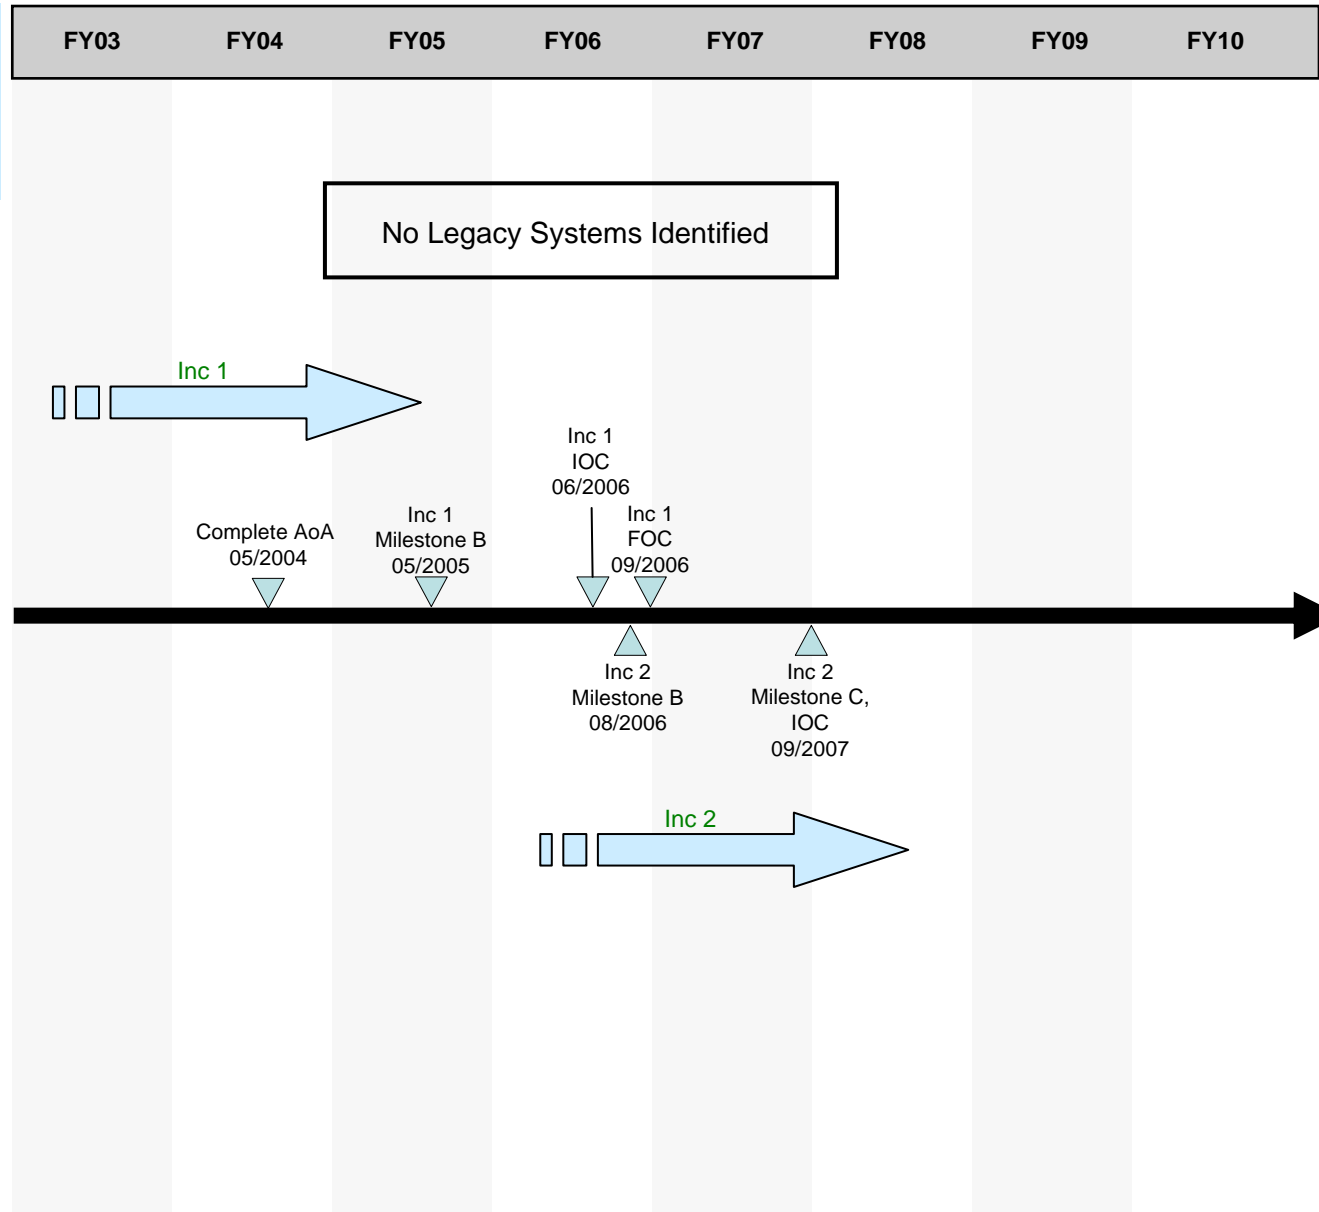 FY03 FY04 FY05 FY06 FY07 FY08 FY09 FY10
No Legacy Systems Identified
Inc 1
Complete AoA
05/2004
Inc 1
Milestone B
05/2005
Inc 1
IOC
06/2006
Inc 1
FOC
09/2006
Inc 2
Milestone B
08/2006
Inc 2
Milestone C,
IOC
09/2007
Inc 2